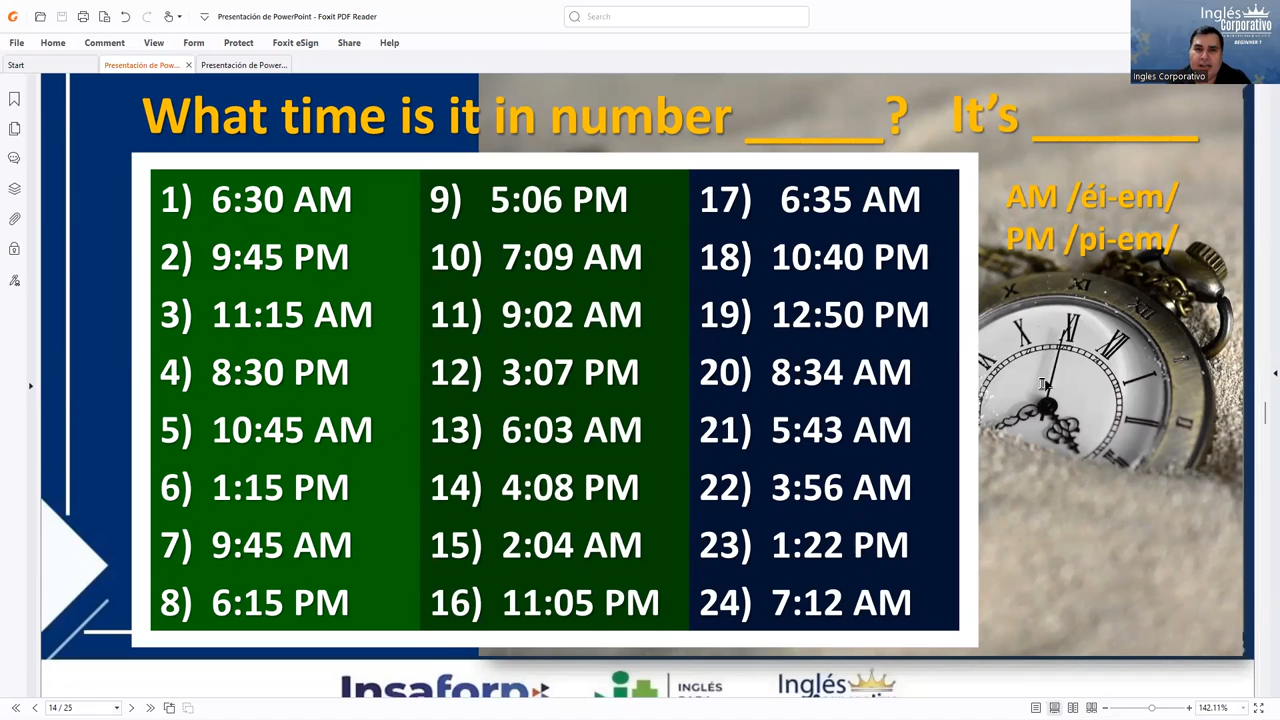 Presentación de PowerPoint - Foxit PDF Reader
Search
File Home Comment View Form Protect Foxit eSign Share Help
Start Presentación de Pow... Presentación de Power...
Inglés
Corporativo
BEGINNER 1
Ingles Corporativo
What time is it in number _____? It's ______
AM /éi-em/
PM /pi-em/
1) 6:30 AM
2) 9:45 PM
3) 11:15 AM
4) 8:30 PM
5) 10:45 AM
6) 1:15 PM
7) 9:45 AM
8) 6:15 PM
9) 5:06 PM
10) 7:09 AM
11) 9:02 AM
12) 3:07 PM
13) 6:03 AM
14) 4:08 PM
15) 2:04 AM
16) 11:05 PM
17) 6:35 AM
18) 10:40 PM
19) 12:50 PM
20) 8:34 AM
21) 5:43 AM
22) 3:56 AM
23) 1:22 PM
24) 7:12 AM
Insaforp
INGLÉS
Inglés
14 / 25
142.11%